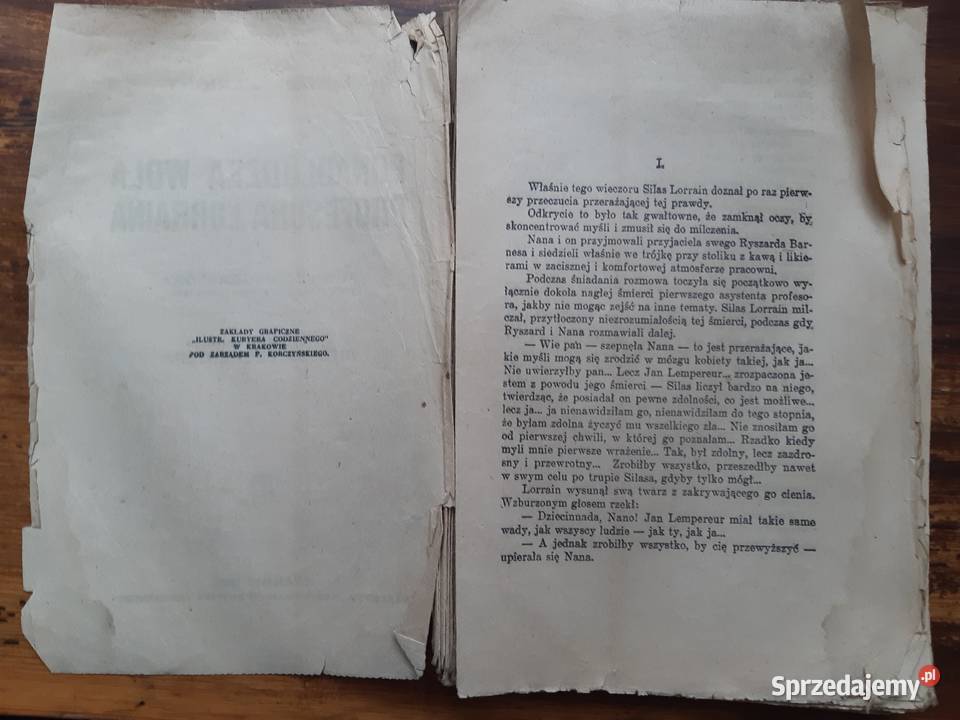 ZAKŁADY GRAFICZNE
„ILUSTR. KURYERA CODZIENNEGO"
W KRAKOWIE
POD ZARZĄDEM F. KORCZYŃSKIEGO.
I.
Właśnie tego wieczoru Silas Lorrain doznał po raz pierw-
szy przeczucia przerażającej tej prawdy.
Odkrycie to było tak gwałtowne, że zamknął oczy, by
skoncentrować myśli i zmusił się do milczenia.
Nana i on przyjmowali przyjaciela swego Ryszarda Bar-
nesa i siedzieli właśnie we trójkę przy stoliku z kawą i likie-
rami w zacisznej i komfortowej atmosferze pracowni.
Podczas śniadania rozmowa toczyła się początkowo wy-
łącznie dokoła nagłej śmierci pierwszego asystenta profeso-
ra, jakby nie mogąc zejść na inne tematy. Silas Lorrain mil-
czał, przytłoczony niezrozumiałością tej śmierci, podczas gdy
Ryszard i Nana rozmawiali dalej.
— Wie pan — szepnęła Nana — to jest przerażające, ja-
kie myśli mogą się zrodzić w mózgu kobiety takiej, jak ja...
Nie uwierzyłby pan... Lecz Jan Lempereur... zrozpaczona je-
stem z powodu jego śmierci — Silas liczył bardzo na niego,
twierdząc, że posiadał on pewne zdolności, co jest możliwe...
lecz ja... ja nienawidziłam go, nienawidziłam do tego stopnia,
że byłam zdolna życzyć mu wszelkiego zła... Nie znosiłam go
od pierwszej chwili, w której go poznałam... Rzadko kiedy
myli mnie pierwsze wrażenie... Tak, był zdolny, lecz zazdro-
sny i przewrotny... Zrobiłby wszystko, przeszedłby nawet
w swym celu po trupie Silasa, gdyby tylko mógł...
Lorrain wysunął swą twarz z zakrywającego go cienia.
Wzburzonym głosem rzekł:
— Dziecinnada, Nano! Jan Lempereur miał takie same
wady, jak wszyscy ludzie — jak ty, jak ja...
— A jednak zrobiłby wszystko, by cię przewyższyć —
upierała się Nana.
Sprzedajemy.pl